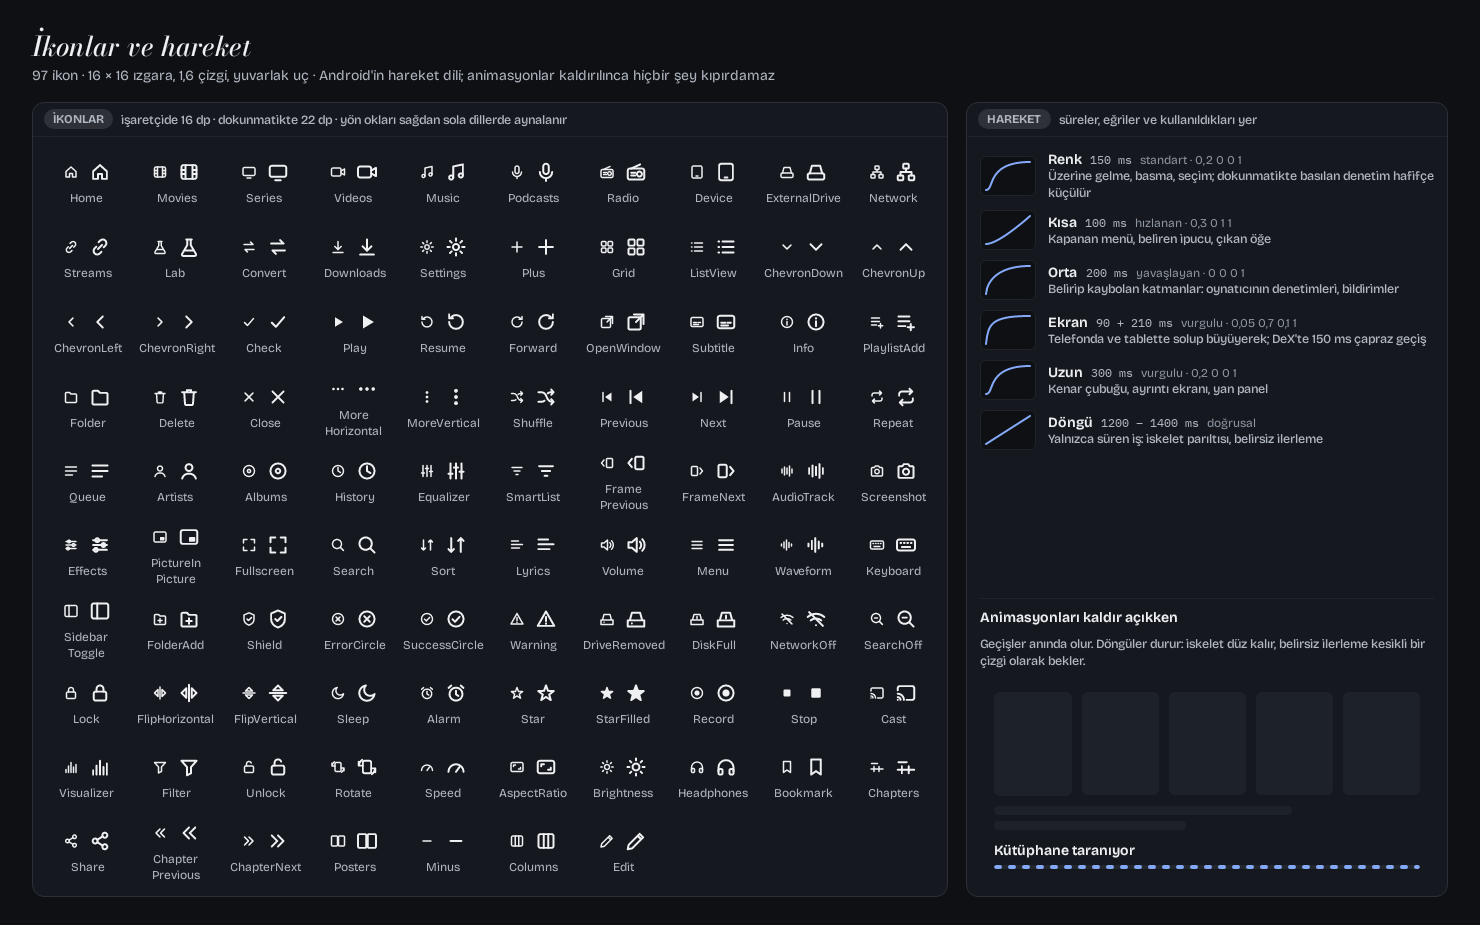 İkonlar ve hareket
97 ikon · 16 × 16 ızgara, 1,6 çizgi, yuvarlak uç · Android'in hareket dili; animasyonlar kaldırılınca hiçbir şey kıpırdamaz
İKONLAR işaretçide 16 dp · dokunmatikte 22 dp · yön okları sağdan sola dillerde aynalanır
Home Movies Series Videos Music Podcasts Radio Device ExternalDrive Network
Streams Lab Convert Downloads Settings Plus Grid ListView ChevronDown ChevronUp
ChevronLeft ChevronRight Check Play Resume Forward OpenWindow Subtitle Info PlaylistAdd
Folder Delete Close More Horizontal MoreVertical Shuffle Previous Next Pause Repeat
Queue Artists Albums History Equalizer SmartList Frame Previous FrameNext AudioTrack Screenshot
Effects PictureIn Picture Fullscreen Search Sort Lyrics Volume Menu Waveform Keyboard
Sidebar Toggle FolderAdd Shield ErrorCircle SuccessCircle Warning DriveRemoved DiskFull NetworkOff SearchOff
Lock FlipHorizontal FlipVertical Sleep Alarm Star StarFilled Record Stop Cast
Visualizer Filter Unlock Rotate Speed AspectRatio Brightness Headphones Bookmark Chapters
Share Chapter Previous ChapterNext Posters Minus Columns Edit
HAREKET süreler, eğriler ve kullanıldıkları yer
Renk 150 ms standart · 0,2 0 0 1
Üzerine gelme, basma, seçim; dokunmatikte basılan denetim hafifçe
küçülür
Kısa 100 ms hızlanan · 0,3 0 1 1
Kapanan menü, beliren ipucu, çıkan öğe
Orta 200 ms yavaşlayan · 0 0 0 1
Belirip kaybolan katmanlar: oynatıcının denetimleri, bildirimler
Ekran 90 + 210 ms vurgulu · 0,05 0,7 0,1 1
Telefonda ve tablette solup büyüyerek; DeX'te 150 ms çapraz geçiş
Uzun 300 ms vurgulu · 0,2 0 0 1
Kenar çubuğu, ayrıntı ekranı, yan panel
Döngü 1200 – 1400 ms doğrusal
Yalnızca süren iş: iskelet parıltısı, belirsiz ilerleme
Animasyonları kaldır açıkken
Geçişler anında olur. Döngüler durur: iskelet düz kalır, belirsiz ilerleme kesikli bir
çizgi olarak bekler.
Kütüphane taranıyor